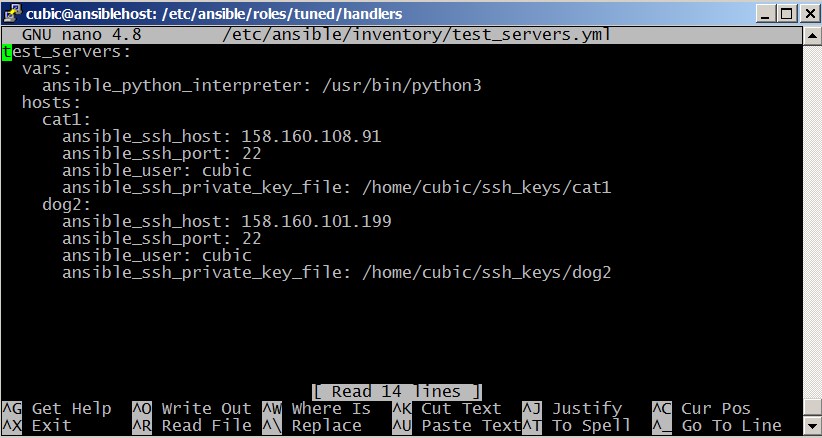 cubic@ansiblehost: /etc/ansible/roles/tuned/handlers
GNU nano 4.8 /etc/ansible/inventory/test_servers.yml
test_servers:
  vars:
    ansible_python_interpreter: /usr/bin/python3
  hosts:
    cat1:
      ansible_ssh_host: 158.160.108.91
      ansible_ssh_port: 22
      ansible_user: cubic
      ansible_ssh_private_key_file: /home/cubic/ssh_keys/cat1
    dog2:
      ansible_ssh_host: 158.160.101.199
      ansible_ssh_port: 22
      ansible_user: cubic
      ansible_ssh_private_key_file: /home/cubic/ssh_keys/dog2
[ Read 14 lines ]
^G Get Help ^O Write Out ^W Where Is ^K Cut Text ^J Justify ^C Cur Pos
^X Exit ^R Read File ^\ Replace ^U Paste Text ^T To Spell ^_ Go To Line